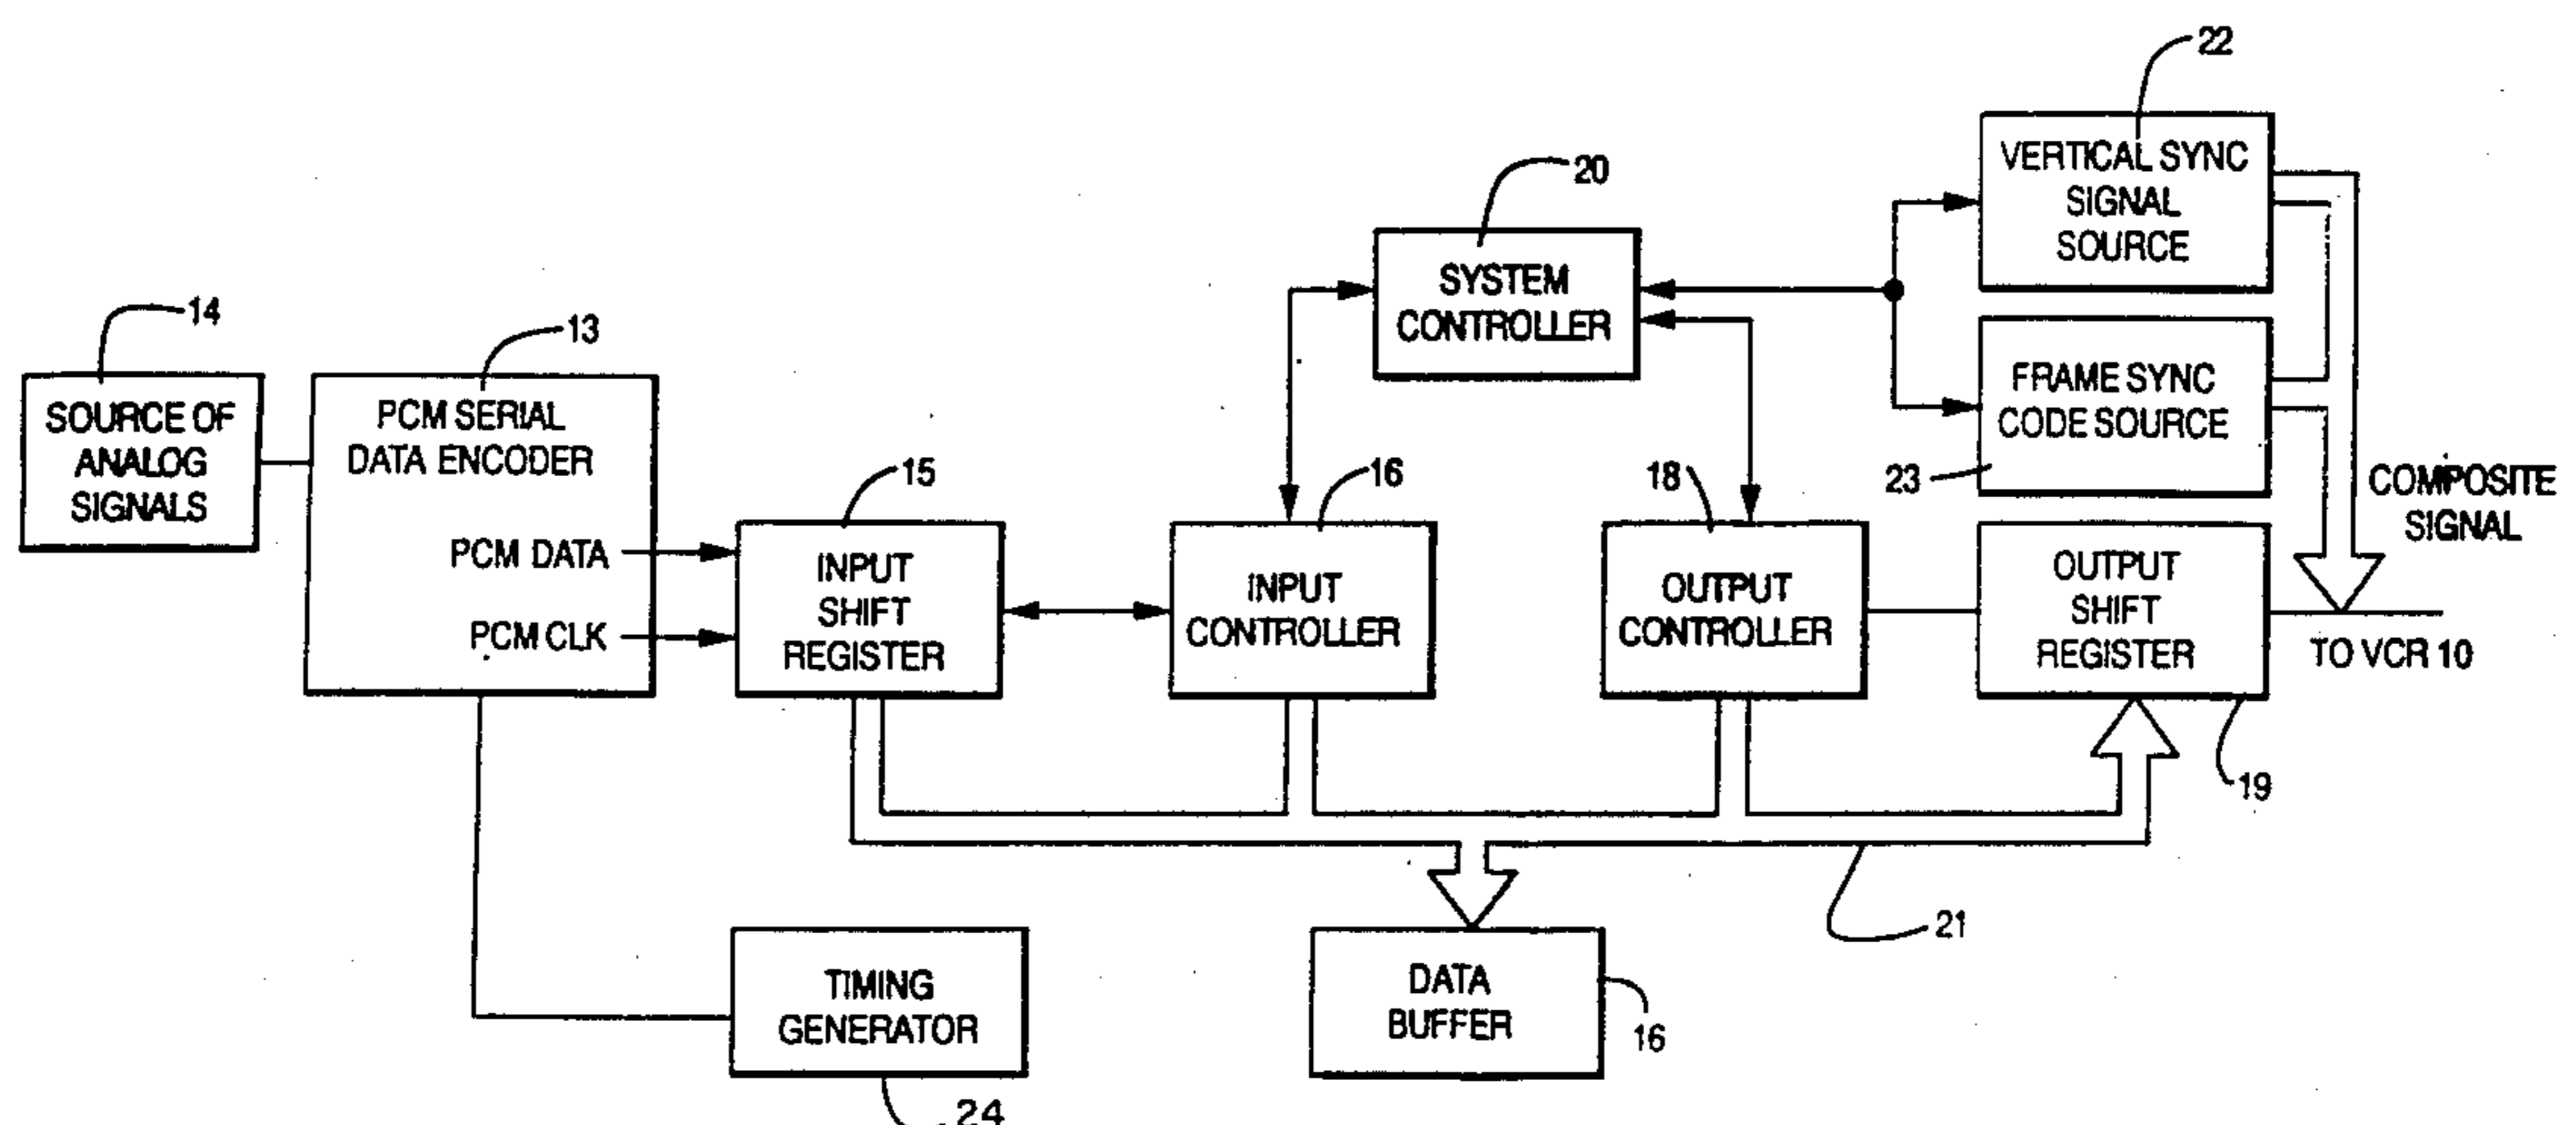 22
20
VERTICAL SYNC
SIGNAL
SOURCE
SYSTEM
CONTROLLER
14
13
FRAME SYNC
CODE SOURCE
23
SOURCE OF
ANALOG
SIGNALS
PCM SERIAL
DATA ENCODER
PCM DATA
PCM CLK
15
16
18
COMPOSITE
SIGNAL
INPUT
SHIFT
REGISTER
INPUT
CONTROLLER
OUTPUT
CONTROLLER
OUTPUT
SHIFT
REGISTER
TO VCR 10
19
21
TIMING
GENERATOR
24
DATA
BUFFER
16